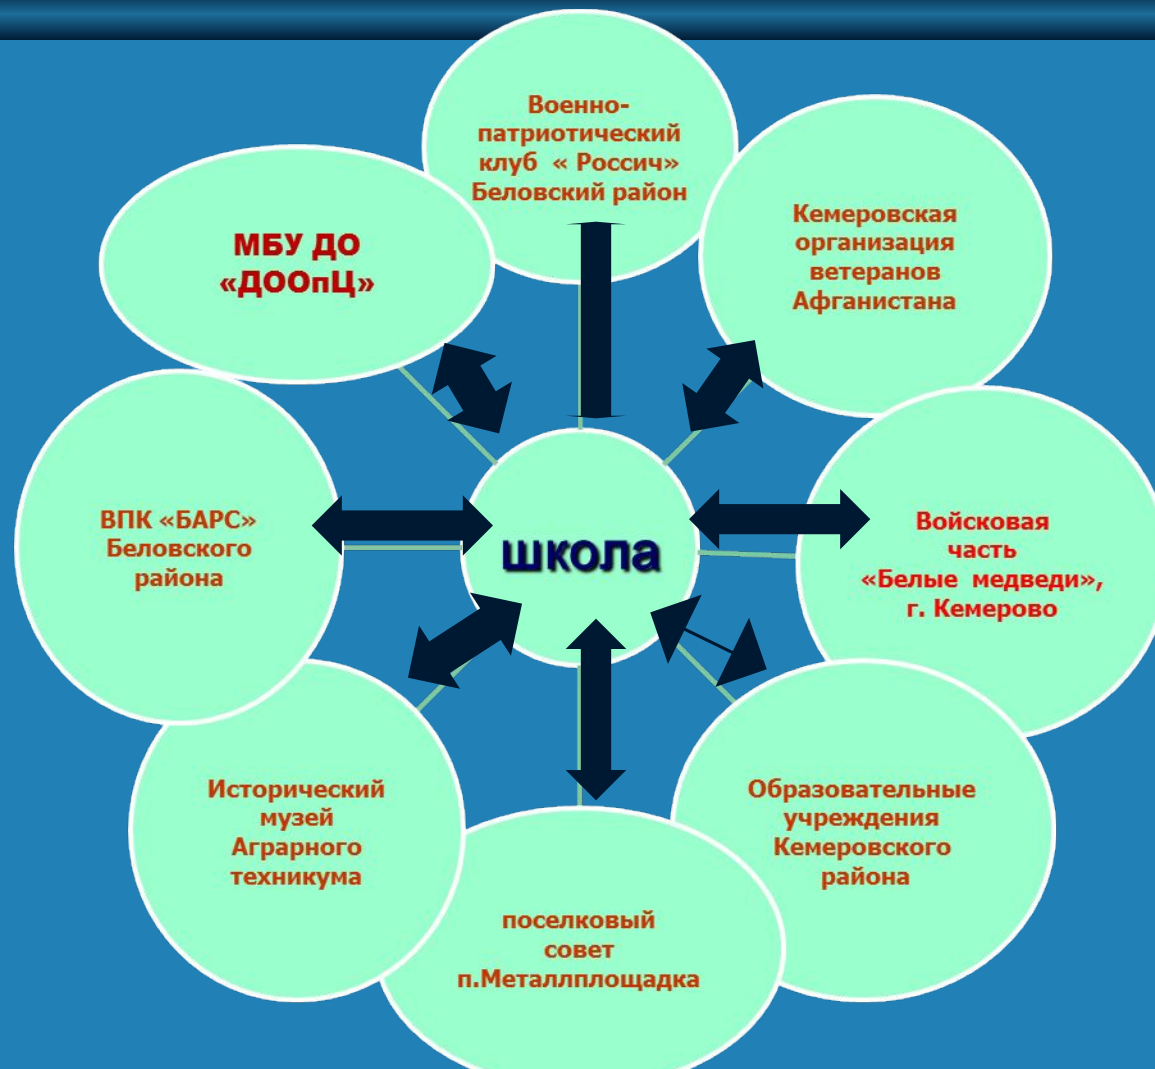 Военно-
патриотический
клуб « Россич»
Беловский район
Кемеровская
организация
ветеранов
Афганистана
МБУ ДО
«ДООпЦ»
ВПК «БАРС»
Беловского
района
школа
Войсковая
часть
«Белые медведи»,
г. Кемерово
Исторический
музей
Аграрного
техникума
Образовательные
учреждения
Кемеровского
района
поселковый
совет
п.Металлплощадка